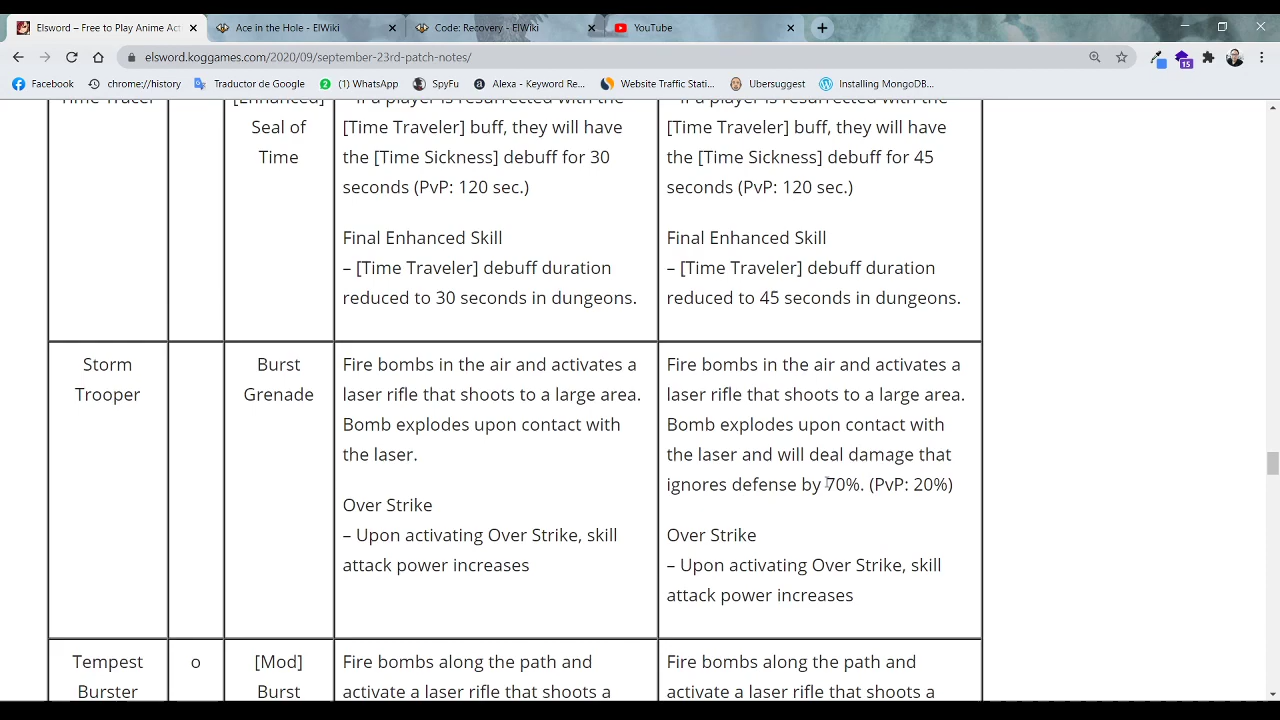 Elsword – Free to Play Anime Act
Ace in the Hole - ElWiki
Code: Recovery - ElWiki
YouTube
elsword.koggames.com/2020/09/september-23rd-patch-notes/
15
Facebook
chrome://history
Traductor de Google
2
(1) WhatsApp
SpyFu
Alexa - Keyword Re...
Website Traffic Stati...
Ubersuggest
Installing MongoDB...
Time Tracer
[Enhanced]
Seal of
Time
– If a player is resurrected with the
[Time Traveler] buff, they will have
the [Time Sickness] debuff for 30
seconds (PvP: 120 sec.)
Final Enhanced Skill
– [Time Traveler] debuff duration
reduced to 30 seconds in dungeons.
– If a player is resurrected with the
[Time Traveler] buff, they will have
the [Time Sickness] debuff for 45
seconds (PvP: 120 sec.)
Final Enhanced Skill
– [Time Traveler] debuff duration
reduced to 45 seconds in dungeons.
Storm
Trooper
Burst
Grenade
Fire bombs in the air and activates a
laser rifle that shoots to a large area.
Bomb explodes upon contact with
the laser.
Over Strike
– Upon activating Over Strike, skill
attack power increases
Fire bombs in the air and activates a
laser rifle that shoots to a large area.
Bomb explodes upon contact with
the laser and will deal damage that
ignores defense by 70%. (PvP: 20%)
Over Strike
– Upon activating Over Strike, skill
attack power increases
Tempest
Burster
o
[Mod]
Burst
Fire bombs along the path and
activate a laser rifle that shoots a
Fire bombs along the path and
activate a laser rifle that shoots a